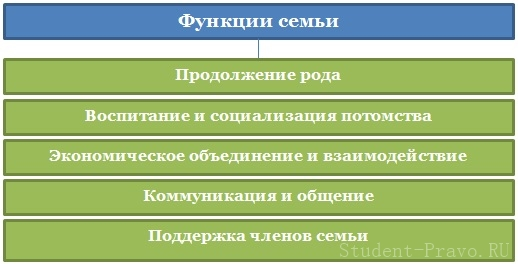 Функции семьи
Продолжение рода
Воспитание и социализация потомства
Экономическое объединение и взаимодействие
Коммуникация и общение
Поддержка членов семьи
Student-Pravo.RU